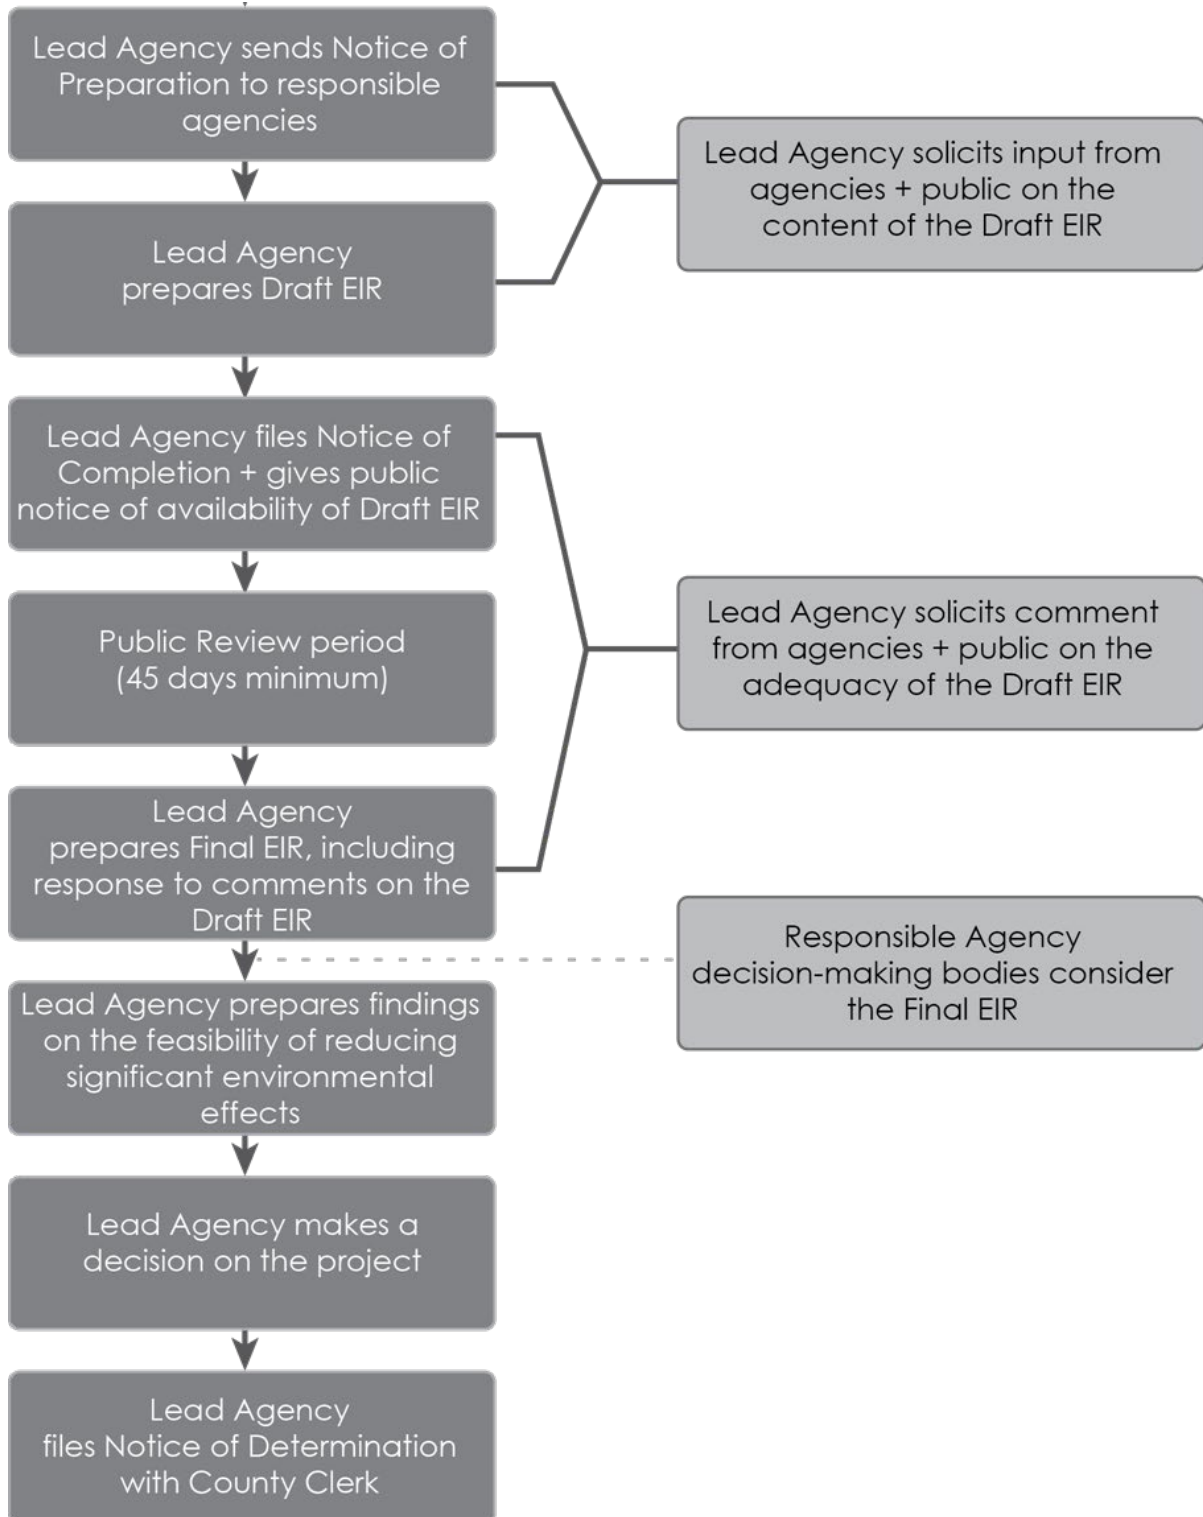 Lead Agency sends Notice of
Preparation to responsible
agencies
Lead Agency solicits input from
agencies + public on the
content of the Draft EIR
Lead Agency
prepares Draft EIR
Lead Agency files Notice of
Completion + gives public
notice of availability of Draft EIR
Public Review period
(45 days minimum)
Lead Agency solicits comment
from agencies + public on the
adequacy of the Draft EIR
Lead Agency
prepares Final EIR, including
response to comments on the
Draft EIR
Responsible Agency
decision-making bodies consider
the Final EIR
Lead Agency prepares findings
on the feasibility of reducing
significant environmental
effects
Lead Agency makes a
decision on the project
Lead Agency
files Notice of Determination
with County Clerk